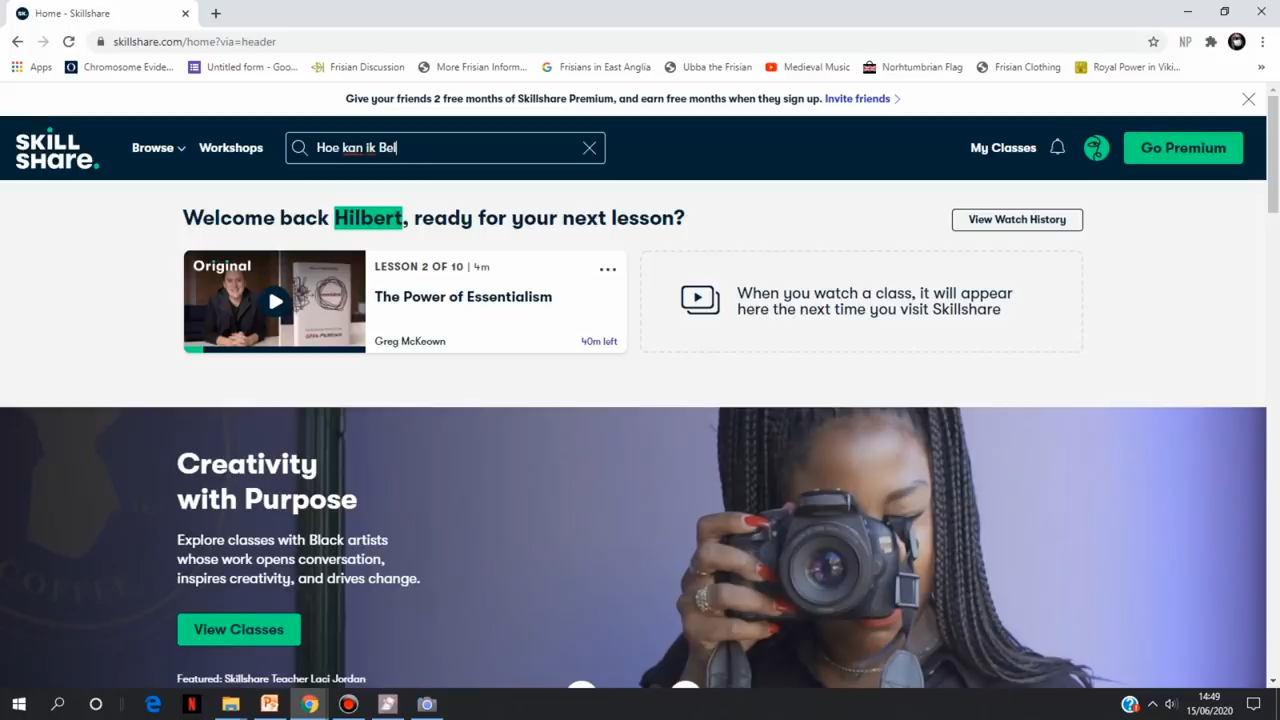 Home - Skillshare
skillshare.com/home?via=header
NP
Apps
Chromosome Evide...
Untitled form - Goo...
Frisian Discussion
More Frisian Inform...
Frisians in East Anglia
Ubba the Frisian
Medieval Music
Norhtumbrian Flag
Frisian Clothing
Royal Power in Viki...
Give your friends 2 free months of Skillshare Premium, and earn free months when they sign up. Invite friends
SKILL
SHARE.
Browse
Workshops
Hoe kan ik Bel
My Classes
Go Premium
Welcome back Hilbert, ready for your next lesson?
View Watch History
Original
LESSON 2 OF 10 | 4m
The Power of Essentialism
Greg McKeown
40m left
When you watch a class, it will appear
here the next time you visit Skillshare
Creativity
with Purpose
Explore classes with Black artists
whose work opens conversation,
inspires creativity, and drives change.
View Classes
Featured: Skillshare Teacher Laci Jordan
COFFEE
14:49
15/06/2020